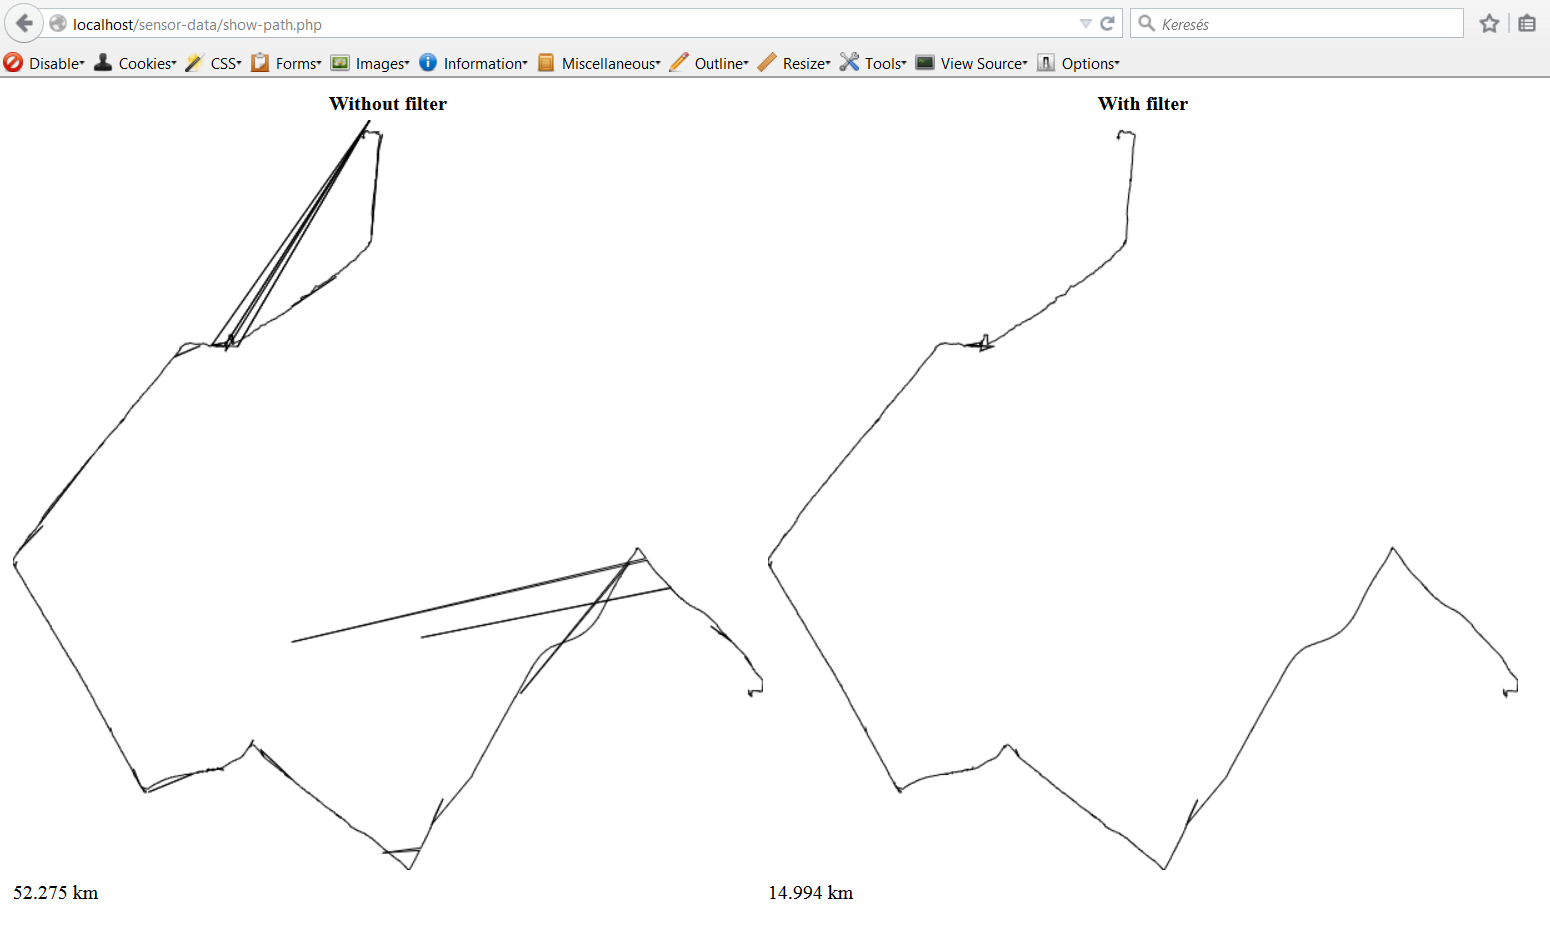 localhost/sensor-data/show-path.php
Keresés
Disable Cookies CSS Forms Images Information Miscellaneous Outline Resize Tools View Source Options
Without filter
With filter
52.275 km
14.994 km